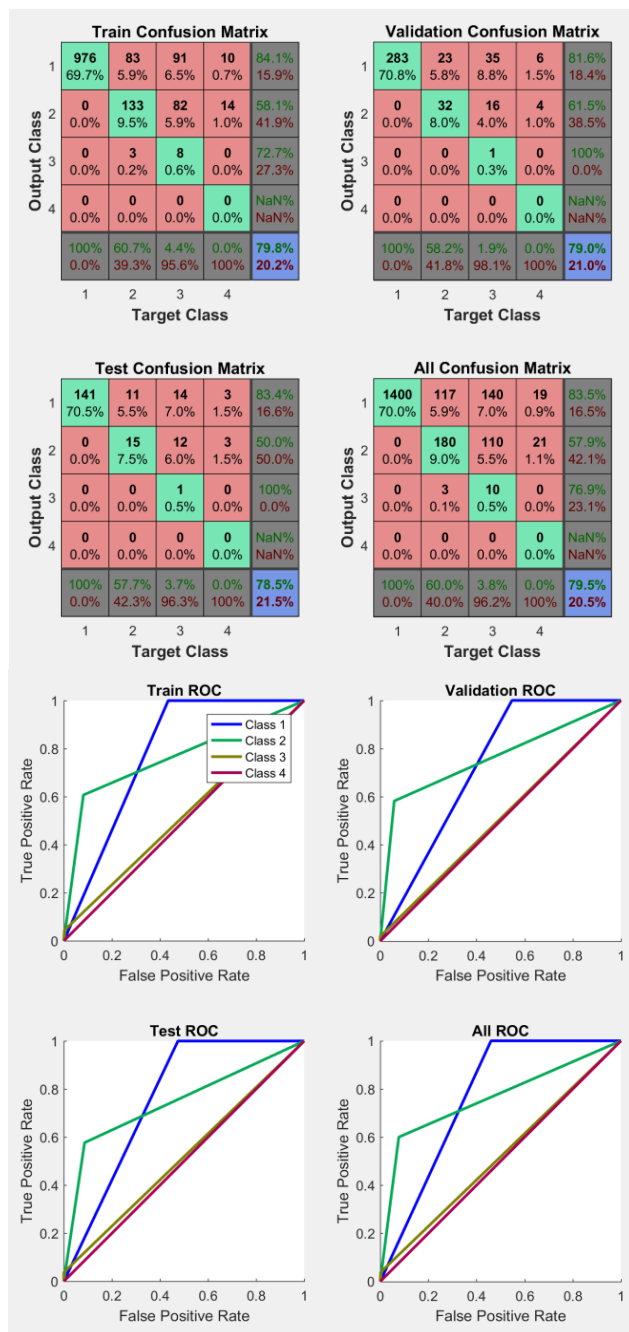 Train Confusion Matrix
1 976 83 91 10 84.1%
69.7% 5.9% 6.5% 0.7% 15.9%
2 0 133 82 14 58.1%
0.0% 9.5% 5.9% 1.0% 41.9%
3 0 3 8 0 72.7%
0.0% 0.2% 0.6% 0.0% 27.3%
4 0 0 0 0 NaN%
0.0% 0.0% 0.0% 0.0% NaN%
100% 60.7% 4.4% 0.0% 79.8%
0.0% 39.3% 95.6% 100% 20.2%
1 2 3 4
Target Class
Output Class
Validation Confusion Matrix
1 283 23 35 6 81.6%
70.8% 5.8% 8.8% 1.5% 18.4%
2 0 32 16 4 61.5%
0.0% 8.0% 4.0% 1.0% 38.5%
3 0 0 1 0 100%
0.0% 0.0% 0.3% 0.0% 0.0%
4 0 0 0 0 NaN%
0.0% 0.0% 0.0% 0.0% NaN%
100% 58.2% 1.9% 0.0% 79.0%
0.0% 41.8% 98.1% 100% 21.0%
1 2 3 4
Target Class
Output Class
Test Confusion Matrix
1 141 11 14 3 83.4%
70.5% 5.5% 7.0% 1.5% 16.6%
2 0 15 12 3 50.0%
0.0% 7.5% 6.0% 1.5% 50.0%
3 0 0 1 0 100%
0.0% 0.0% 0.5% 0.0% 0.0%
4 0 0 0 0 NaN%
0.0% 0.0% 0.0% 0.0% NaN%
100% 57.7% 3.7% 0.0% 78.5%
0.0% 42.3% 96.3% 100% 21.5%
1 2 3 4
Target Class
Output Class
All Confusion Matrix
1 1400 117 140 19 83.5%
70.0% 5.9% 7.0% 0.9% 16.5%
2 0 180 110 21 57.9%
0.0% 9.0% 5.5% 1.1% 42.1%
3 0 3 10 0 76.9%
0.0% 0.1% 0.5% 0.0% 23.1%
4 0 0 0 0 NaN%
0.0% 0.0% 0.0% 0.0% NaN%
100% 60.0% 3.8% 0.0% 79.5%
0.0% 40.0% 96.2% 100% 20.5%
1 2 3 4
Target Class
Output Class
Train ROC
Class 1
Class 2
Class 3
Class 4
1
0.8
0.6
0.4
0.2
0
True Positive Rate
0 0.2 0.4 0.6 0.8 1
False Positive Rate
Validation ROC
1
0.8
0.6
0.4
0.2
0
True Positive Rate
0 0.2 0.4 0.6 0.8 1
False Positive Rate
Test ROC
1
0.8
0.6
0.4
0.2
0
True Positive Rate
0 0.2 0.4 0.6 0.8 1
False Positive Rate
All ROC
1
0.8
0.6
0.4
0.2
0
True Positive Rate
0 0.2 0.4 0.6 0.8 1
False Positive Rate